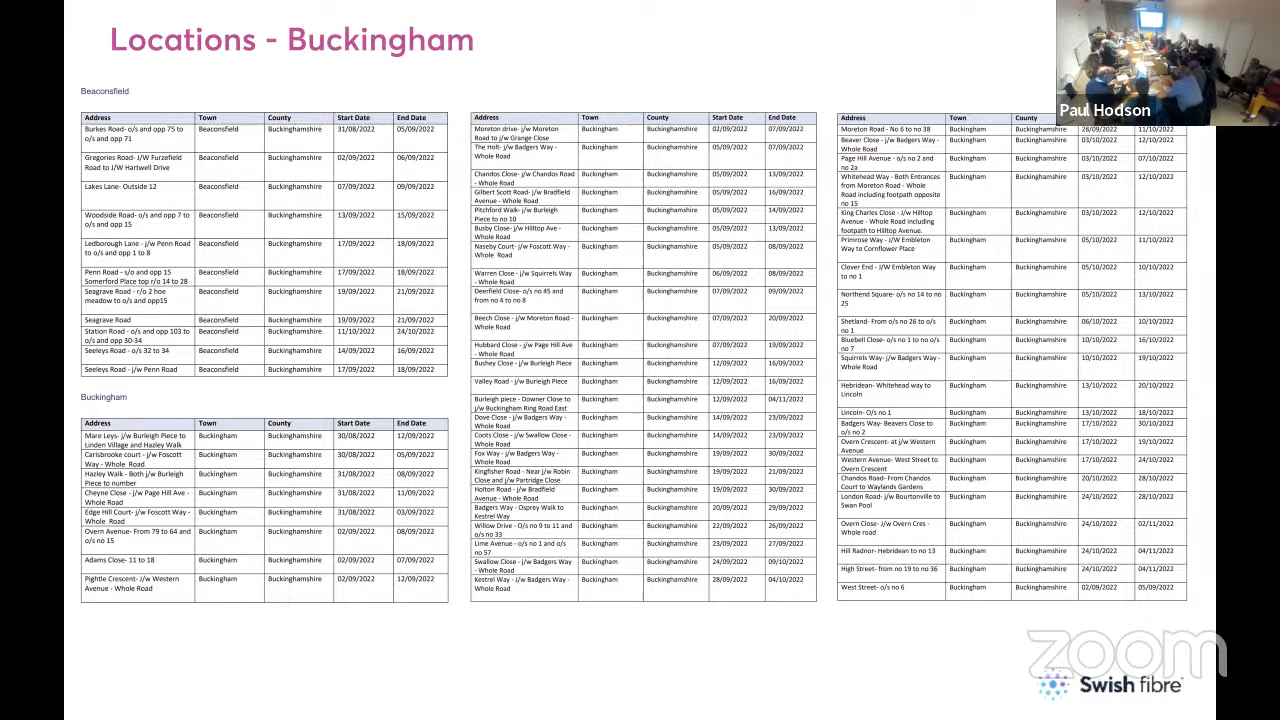 Locations - Buckingham
Paul Hodson
Beaconsfield
Address Town County Start Date End Date
Burkes Road- o/s and opp 75 to Beaconsfield Buckinghamshire 31/08/2022 05/09/2022
o/s and opp 71
Gregories Road- J/W Furzefield Beaconsfield Buckinghamshire 02/09/2022 06/09/2022
Road to J/W Hartwell Drive
Lakes Lane- Outside 12 Beaconsfield Buckinghamshire 07/09/2022 09/09/2022
Woodside Road- o/s and opp 7 to Beaconsfield Buckinghamshire 13/09/2022 15/09/2022
o/s and opp 15
Ledborough Lane - j/w Penn Road Beaconsfield Buckinghamshire 17/09/2022 18/09/2022
to o/s and opp 1 to 8
Penn Road - s/o and opp 15 Beaconsfield Buckinghamshire 17/09/2022 18/09/2022
Somerford Place top r/o 14 to 28
Seagrave Road - r/o 2 hoe Beaconsfield Buckinghamshire 19/09/2022 21/09/2022
meadow to o/s and opp15
Seagrave Road Beaconsfield Buckinghamshire 19/09/2022 21/09/2022
Station Road - o/s and opp 103 to Beaconsfield Buckinghamshire 11/10/2022 24/10/2022
o/s and opp 30-34
Seeleys Road - o/s 32 to 34 Beaconsfield Buckinghamshire 14/09/2022 16/09/2022
Seeleys Road - j/w Penn Road Beaconsfield Buckinghamshire 17/09/2022 18/09/2022
Buckingham
Address Town County Start Date End Date
Mare Leys- j/w Burleigh Piece to Buckingham Buckinghamshire 30/08/2022 12/09/2022
Linden Village and Hazley Walk
Carisbrooke court - j/w Foscott Buckingham Buckinghamshire 30/08/2022 05/09/2022
Way - Whole Road
Hazley Walk - Both j/w Burleigh Buckingham Buckinghamshire 31/08/2022 08/09/2022
Piece to number
Cheyne Close - j/w Page Hill Ave - Buckingham Buckinghamshire 31/08/2022 11/09/2022
Whole Road
Edge Hill Court- j/w Foscott Way - Buckingham Buckinghamshire 31/08/2022 03/09/2022
Whole Road
Overn Avenue- From 79 to 64 and Buckingham Buckinghamshire 02/09/2022 08/09/2022
o/s no 15
Adams Close- 11 to 18 Buckingham Buckinghamshire 02/09/2022 07/09/2022
Pightle Crescent- J/w Western Buckingham Buckinghamshire 02/09/2022 12/09/2022
Avenue - Whole Road
Address Town County Start Date End Date
Moreton drive- j/w Moreton Buckingham Buckinghamshire 02/09/2022 07/09/2022
Road to j/w Grange Close
The Holt- j/w Badgers Way - Buckingham Buckinghamshire 05/09/2022 07/09/2022
Whole Road
Chandos Close- j/w Chandos Road Buckingham Buckinghamshire 05/09/2022 13/09/2022
- Whole Road
Gilbert Scott Road- j/w Bradfield Buckingham Buckinghamshire 05/09/2022 16/09/2022
Avenue - Whole Road
Pitchford Walk- j/w Burleigh Buckingham Buckinghamshire 05/09/2022 14/09/2022
Piece to no 10
Busby Close- j/w Hilltop Ave - Buckingham Buckinghamshire 05/09/2022 13/09/2022
Whole Road
Naseby Court- j/w Foscott Way - Buckingham Buckinghamshire 05/09/2022 08/09/2022
Whole Road
Warren Close - j/w Squirrels Way Buckingham Buckinghamshire 06/09/2022 08/09/2022
- Whole Road
Deerfield Close- o/s no 45 and Buckingham Buckinghamshire 07/09/2022 09/09/2022
from no 4 to no 8
Beech Close - j/w Moreton Road - Buckingham Buckinghamshire 07/09/2022 20/09/2022
Whole Road
Hubbard Close - j/w Page Hill Ave Buckingham Buckinghamshire 07/09/2022 19/09/2022
- Whole Road
Bushey Close - j/w Burleigh Piece Buckingham Buckinghamshire 12/09/2022 16/09/2022
Valley Road - j/w Burleigh Piece Buckingham Buckinghamshire 12/09/2022 16/09/2022
Burleigh piece - Downer Close to Buckingham Buckinghamshire 12/09/2022 04/11/2022
j/w Buckingham Ring Road East
Dove Close - j/w Badgers Way - Buckingham Buckinghamshire 14/09/2022 23/09/2022
Whole Road
Coots Close - j/w Swallow Close - Buckingham Buckinghamshire 14/09/2022 23/09/2022
Whole Road
Fox Way - j/w Badgers Way - Buckingham Buckinghamshire 19/09/2022 30/09/2022
Whole Road
Kingfisher Road - Near j/w Robin Buckingham Buckinghamshire 19/09/2022 21/09/2022
Close and j/w Partridge Close
Holton Road - j/w Bradfield Buckingham Buckinghamshire 19/09/2022 30/09/2022
Avenue - Whole Road
Badgers Way - Osprey Walk to Buckingham Buckinghamshire 20/09/2022 29/09/2022
Kestrel Way
Willow Drive - O/s no 9 to 11 and Buckingham Buckinghamshire 22/09/2022 26/09/2022
o/s no 33
Lime Avenue - o/s no 1 and o/s Buckingham Buckinghamshire 23/09/2022 27/09/2022
no 57
Swallow Close - j/w Badgers Way Buckingham Buckinghamshire 24/09/2022 09/10/2022
- Whole Road
Kestrel Way - J/w Badgers Way - Buckingham Buckinghamshire 28/09/2022 04/10/2022
Whole Road
Address Town County
Moreton Road - No 6 to no 38 Buckingham Buckinghamshire 28/09/2022 11/10/2022
Beaver Close - j/w Badgers Way - Buckingham Buckinghamshire 03/10/2022 12/10/2022
Whole Road
Page Hill Avenue - o/s no 2 and Buckingham Buckinghamshire 03/10/2022 07/10/2022
no 2a
Whitehead Way - Both Entrances Buckingham Buckinghamshire 03/10/2022 12/10/2022
from Moreton Road - Whole
Road including footpath opposite
no 15
King Charles Close - J/w Hilltop Buckingham Buckinghamshire 03/10/2022 12/10/2022
Avenue - Whole Road including
footpath to Hilltop Avenue.
Primrose Way - J/W Embleton Buckingham Buckinghamshire 05/10/2022 11/10/2022
Way to Cornflower Place
Clover End - J/W Embleton Way Buckingham Buckinghamshire 05/10/2022 10/10/2022
to no 1
Northend Square- o/s no 14 to no Buckingham Buckinghamshire 05/10/2022 13/10/2022
25
Shetland- From o/s no 26 to o/s Buckingham Buckinghamshire 06/10/2022 10/10/2022
no 1
Bluebell Close- o/s no 1 to no o/s Buckingham Buckinghamshire 10/10/2022 16/10/2022
no 7
Squirrels Way- j/w Badgers Way - Buckingham Buckinghamshire 10/10/2022 19/10/2022
Whole Road
Hebridean- Whitehead way to Buckingham Buckinghamshire 13/10/2022 20/10/2022
Lincoln
Lincoln- O/s no 1 Buckingham Buckinghamshire 13/10/2022 18/10/2022
Badgers Way- Beavers Close to Buckingham Buckinghamshire 17/10/2022 30/10/2022
o/s no 2
Overn Crescent- at j/w Western Buckingham Buckinghamshire 17/10/2022 19/10/2022
Avenue
Western Avenue- West Street to Buckingham Buckinghamshire 17/10/2022 24/10/2022
Overn Crescent
Chandos Road- From Chandos Buckingham Buckinghamshire 20/10/2022 28/10/2022
Court to Waylands Gardens
London Road- j/w Bourtonville to Buckingham Buckinghamshire 24/10/2022 28/10/2022
Swan Pool
Overn Close- J/w Overn Cres - Buckingham Buckinghamshire 24/10/2022 02/11/2022
Whole road
Hill Radnor- Hebridean to no 13 Buckingham Buckinghamshire 24/10/2022 04/11/2022
High Street- from no 19 to no 36 Buckingham Buckinghamshire 24/10/2022 04/11/2022
West Street- o/s no 6 Buckingham Buckinghamshire 02/09/2022 05/09/2022
zoom
Swish fibre